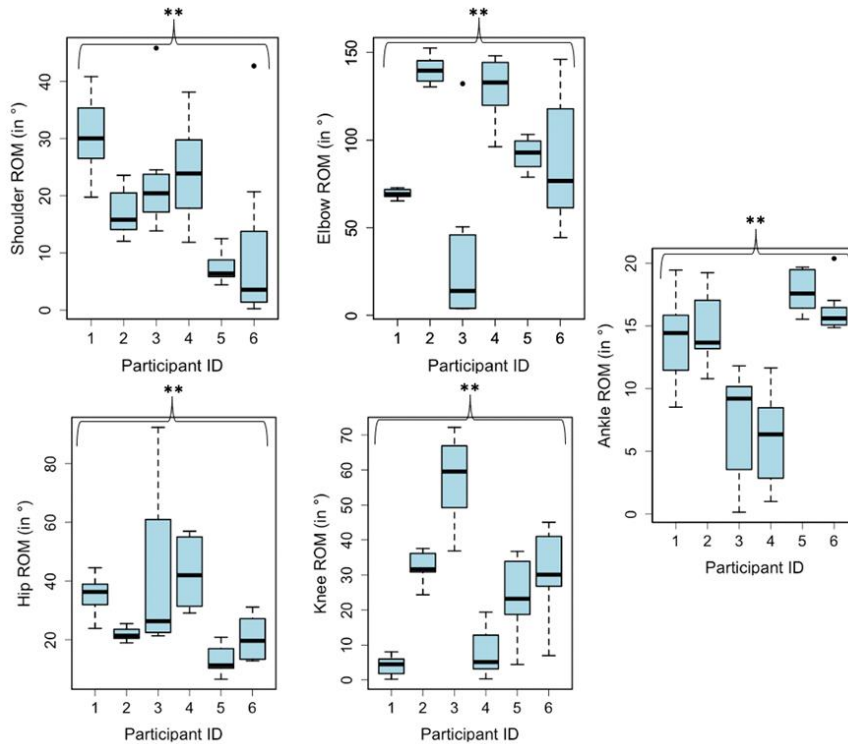 **
Shoulder ROM (in °)
40
30
20
10
0
1 2 3 4 5 6
Participant ID
**
Elbow ROM (in °)
150
100
50
0
1 2 3 4 5 6
Participant ID
**
Ankle ROM (in °)
20
15
10
5
0
1 2 3 4 5 6
Participant ID
**
Hip ROM (in °)
80
60
40
20
1 2 3 4 5 6
Participant ID
**
Knee ROM (in °)
70
60
50
40
30
20
10
0
1 2 3 4 5 6
Participant ID